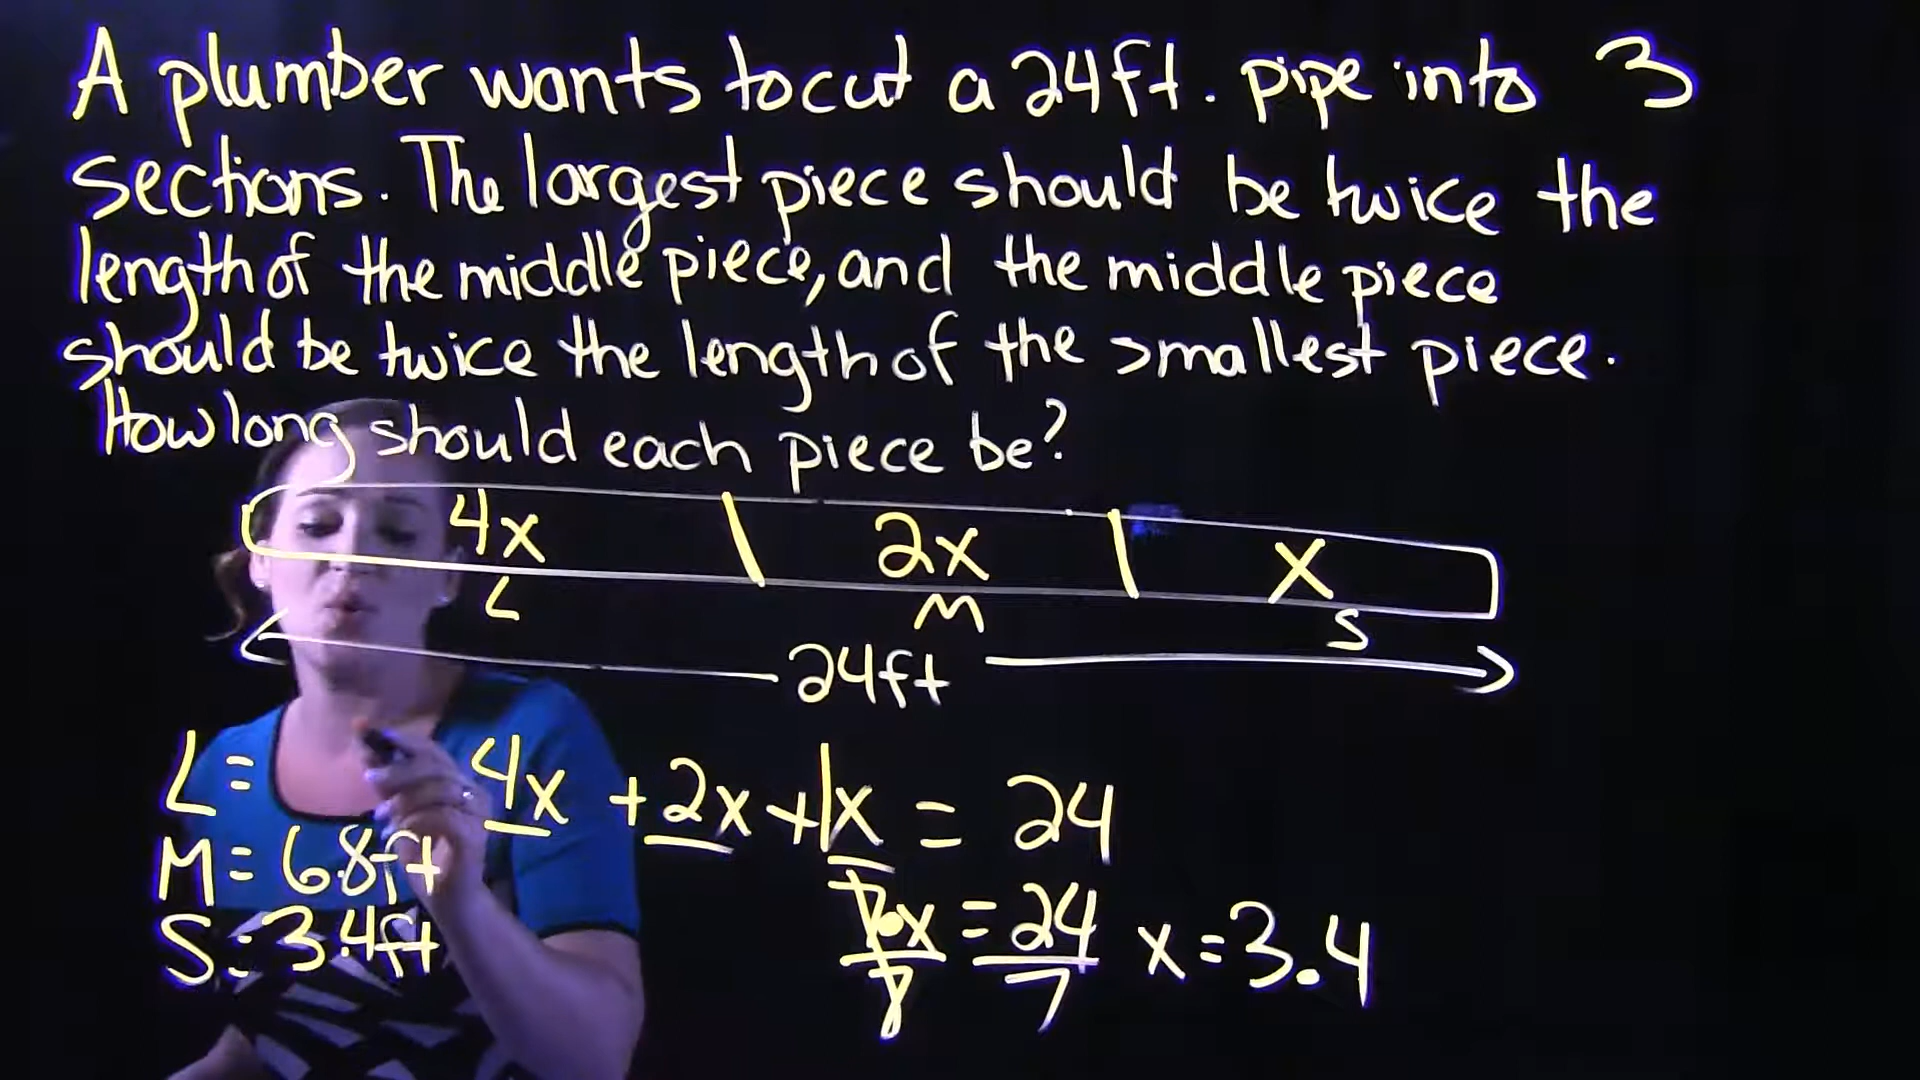 A plumber wants to cut a 24ft. pipe into 3
sections. The largest piece should be twice the
length of the middle piece, and the middle piece
should be twice the length of the smallest piece.
How long should each piece be?
4x 2x x
L M S
24ft
L = 4x + 2x + 1x = 24
M = 6.8ft
7·x = 24 x = 3.4
S = 3.4ft
7 7